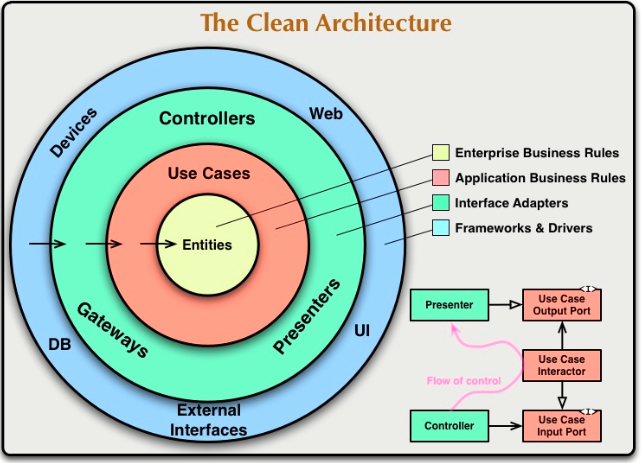 The Clean Architecture
Devices
Controllers
Web
Use Cases
Entities
Gateways
Presenters
DB
UI
External
Interfaces
Enterprise Business Rules
Application Business Rules
Interface Adapters
Frameworks & Drivers
Presenter
Use Case
Output Port
<I>
Use Case
Interactor
Flow of control
Controller
Use Case
Input Port
<I>